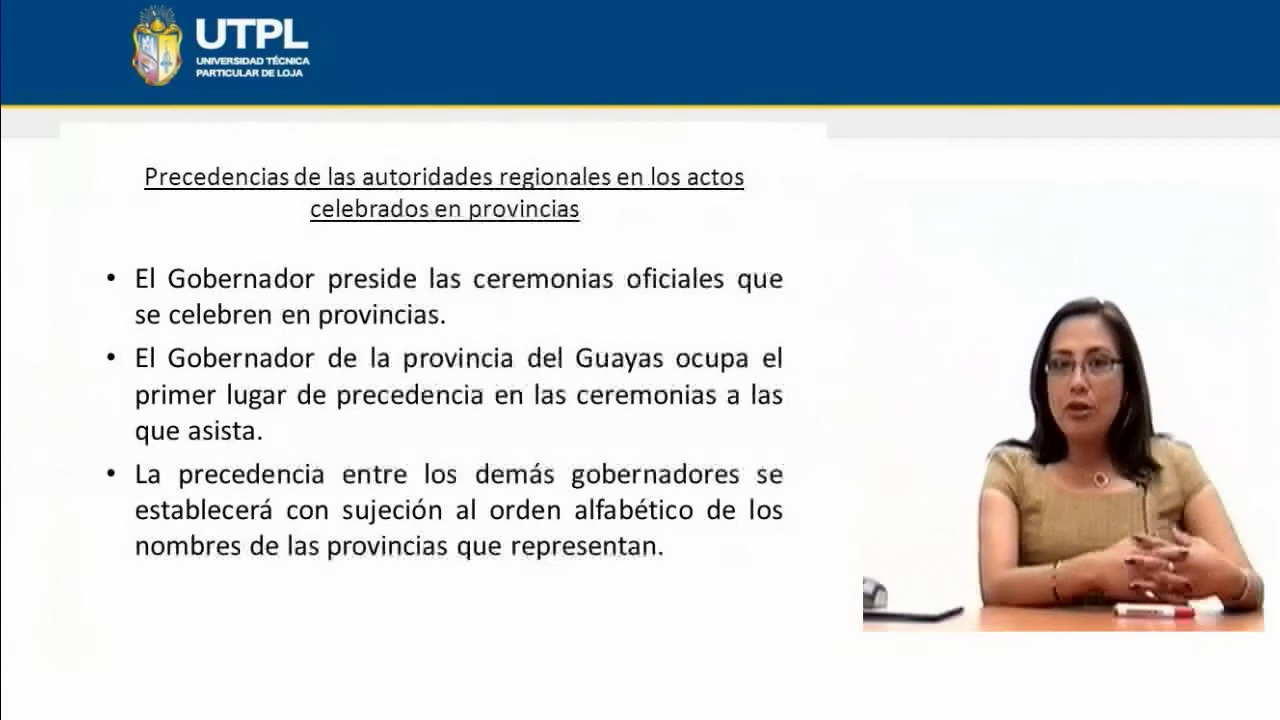 UTPL
UNIVERSIDAD TÉCNICA
PARTICULAR DE LOJA
Precedencias de las autoridades regionales en los actos
celebrados en provincias
• El Gobernador preside las ceremonias oficiales que
se celebren en provincias.
• El Gobernador de la provincia del Guayas ocupa el
primer lugar de precedencia en las ceremonias a las
que asista.
• La precedencia entre los demás gobernadores se
establecerá con sujeción al orden alfabético de los
nombres de las provincias que representan.